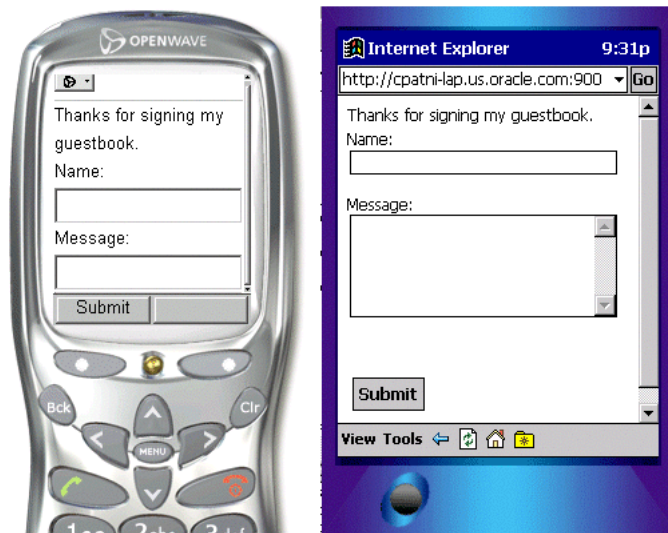 OPENWAVE
Thanks for signing my
guestbook.
Name:
Message:
Submit
Bck
Clr
MENU
Internet Explorer 9:31p
http://cpatni-lap.us.oracle.com:900 Go
Thanks for signing my guestbook.
Name:
Message:
Submit
View Tools